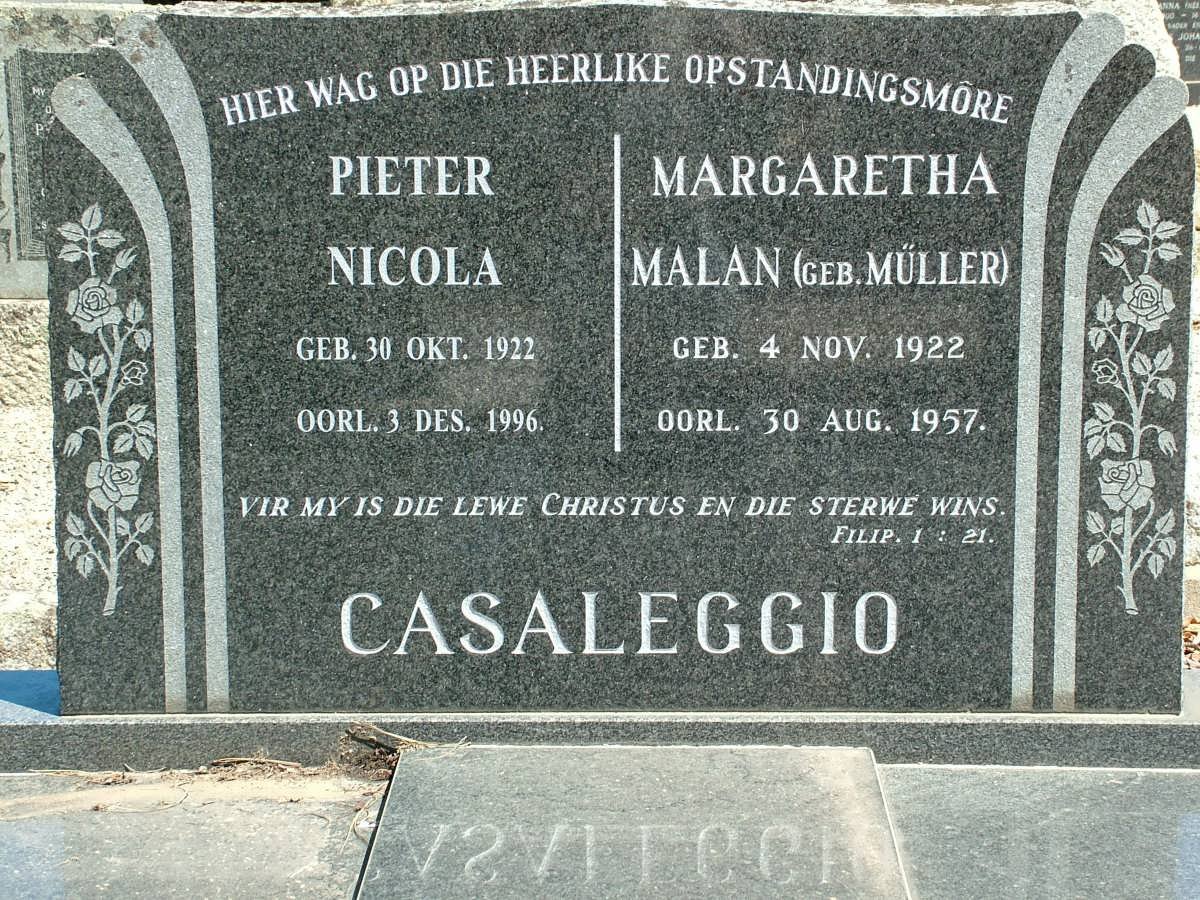 HIER WAG OP DIE HEERLIKE OPSTANDINGSMÔRE
PIETER
NICOLA
GEB. 30 OKT. 1922
OORL. 3 DES. 1996.
MARGARETHA
MALAN (GEB. MÜLLER)
GEB. 4 NOV. 1922
OORL. 30 AUG. 1957.
VIR MY IS DIE LEWE CHRISTUS EN DIE STERWE WINS.
FILIP. 1 : 21.
CASALEGGIO